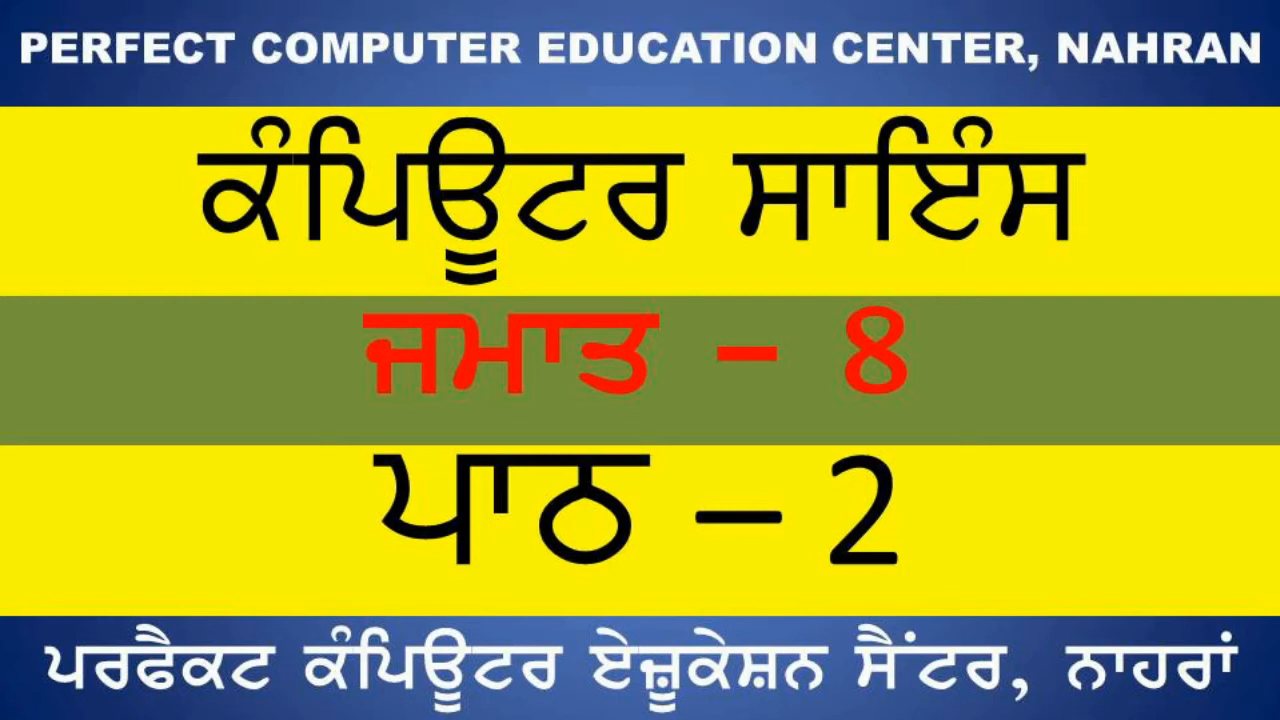 PERFECT COMPUTER EDUCATION CENTER, NAHRAN
ਕੰਪਿਊਟਰ ਸਾਇੰਸ
ਜਮਾਤ - 8
ਪਾਠ – 2
ਪਰਫੈਕਟ ਕੰਪਿਊਟਰ ਏਜ਼ੂਕੇਸ਼ਨ ਸੈਂਟਰ, ਨਾਹਰਾਂ